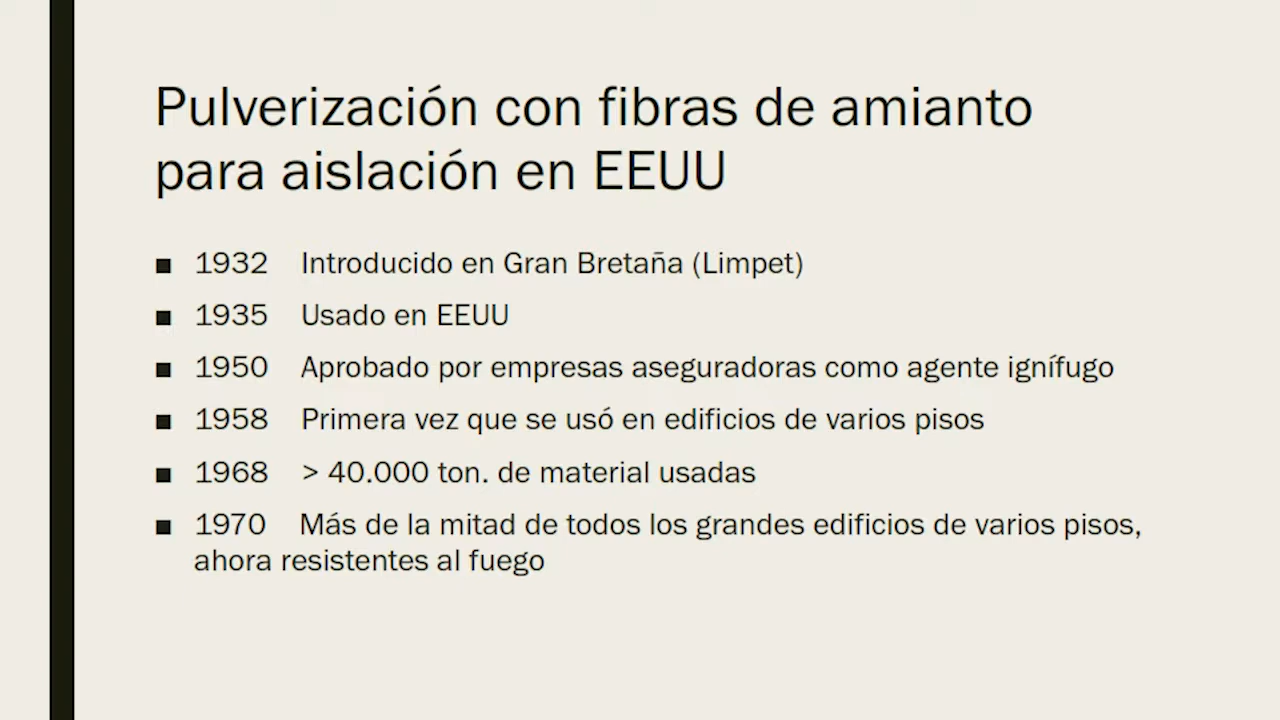 Pulverización con fibras de amianto
para aislación en EEUU
■ 1932 Introducido en Gran Bretaña (Limpet)
■ 1935 Usado en EEUU
■ 1950 Aprobado por empresas aseguradoras como agente ignífugo
■ 1958 Primera vez que se usó en edificios de varios pisos
■ 1968 > 40.000 ton. de material usadas
■ 1970 Más de la mitad de todos los grandes edificios de varios pisos,
ahora resistentes al fuego